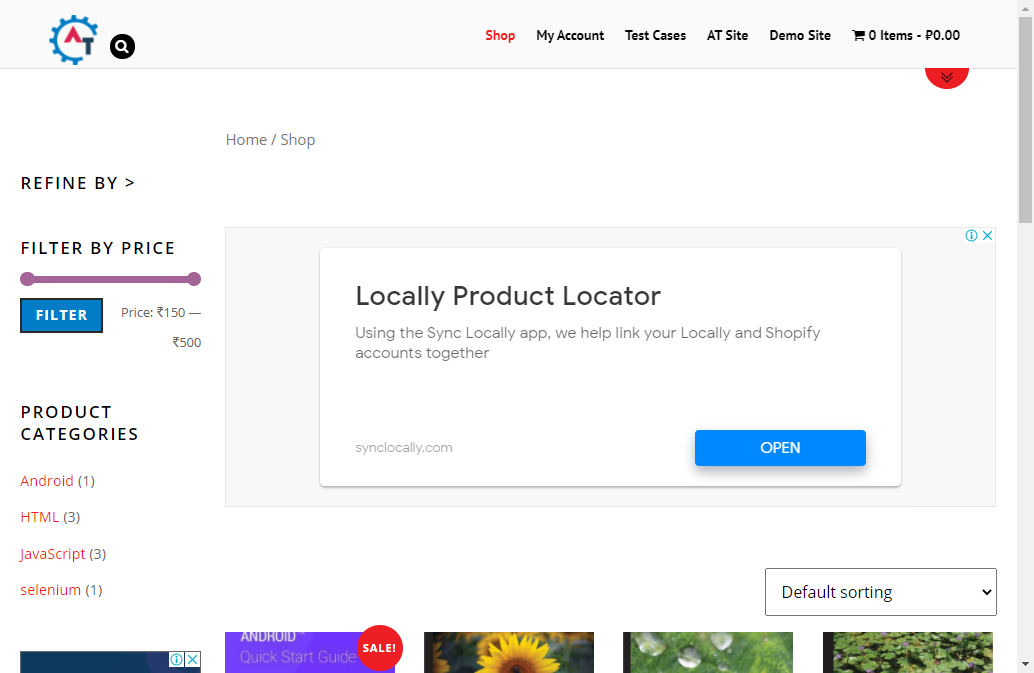 AT
Shop
My Account
Test Cases
AT Site
Demo Site
0 Items - ₽0.00
Home / Shop
REFINE BY >
FILTER BY PRICE
FILTER
Price: ₹150 —
₹500
Locally Product Locator
Using the Sync Locally app, we help link your Locally and Shopify
accounts together
synclocally.com
OPEN
PRODUCT
CATEGORIES
Android (1)
HTML (3)
JavaScript (3)
selenium (1)
Default sorting
ANDROID
Quick Start Guide
SALE!